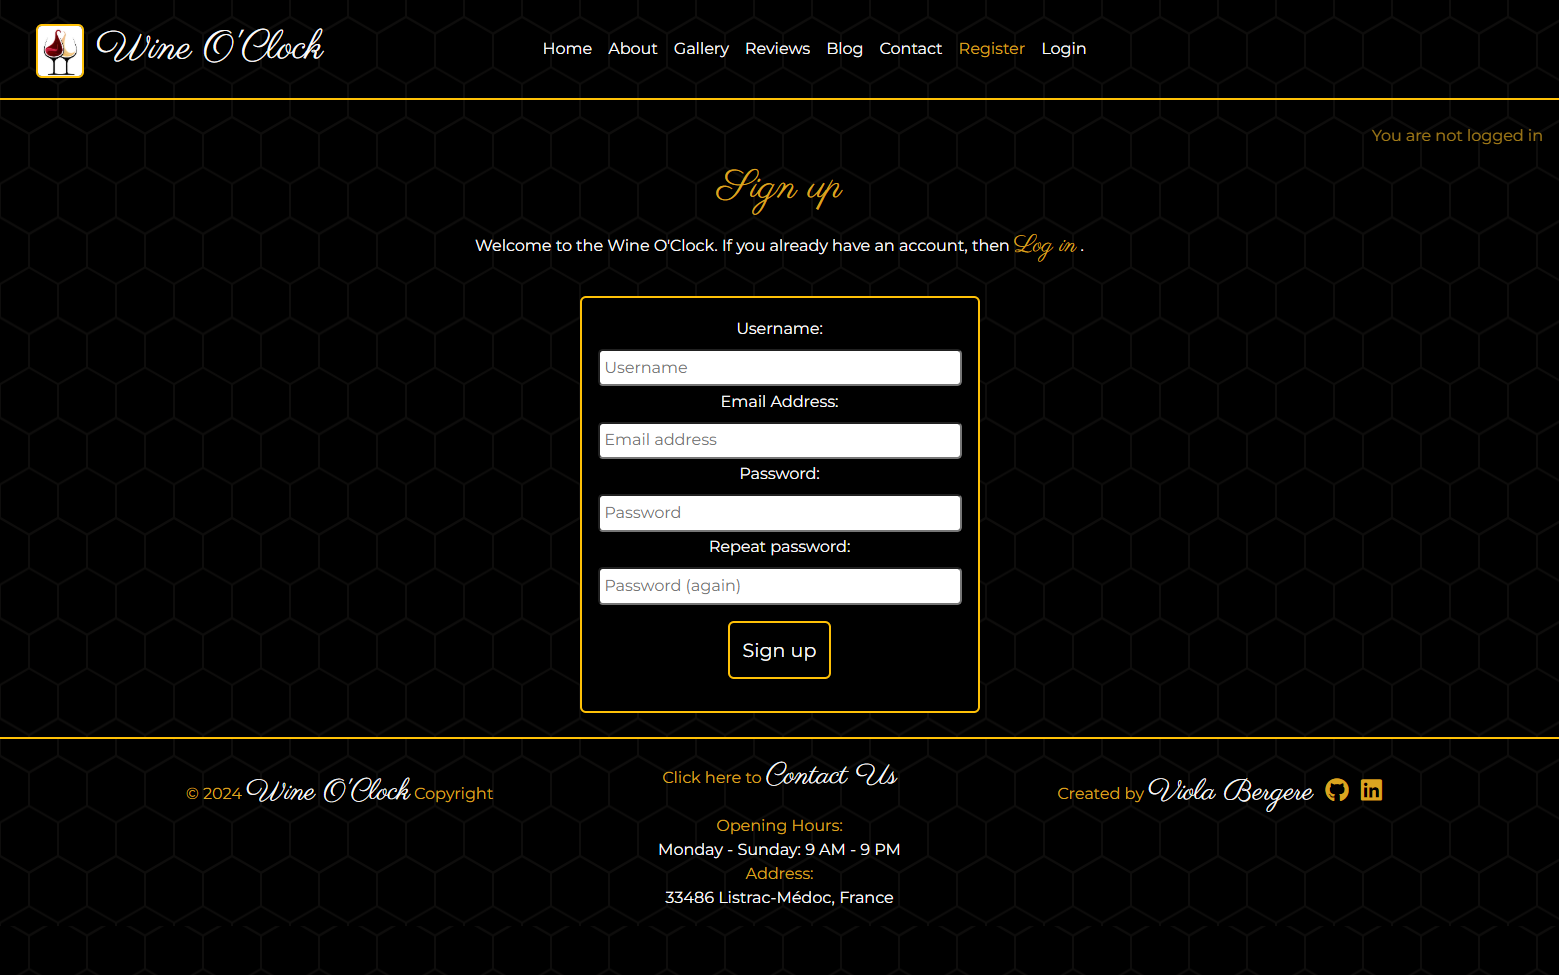 Wine O'Clock
Home About Gallery Reviews Blog Contact Register Login
You are not logged in
Sign up
Welcome to the Wine O'Clock. If you already have an account, then Log in .
Username:
Username
Email Address:
Email address
Password:
Password
Repeat password:
Password (again)
Sign up
© 2024 Wine O'Clock Copyright
Click here to Contact Us
Opening Hours:
Monday - Sunday: 9 AM - 9 PM
Address:
33486 Listrac-Médoc, France
Created by Viola Bergere in